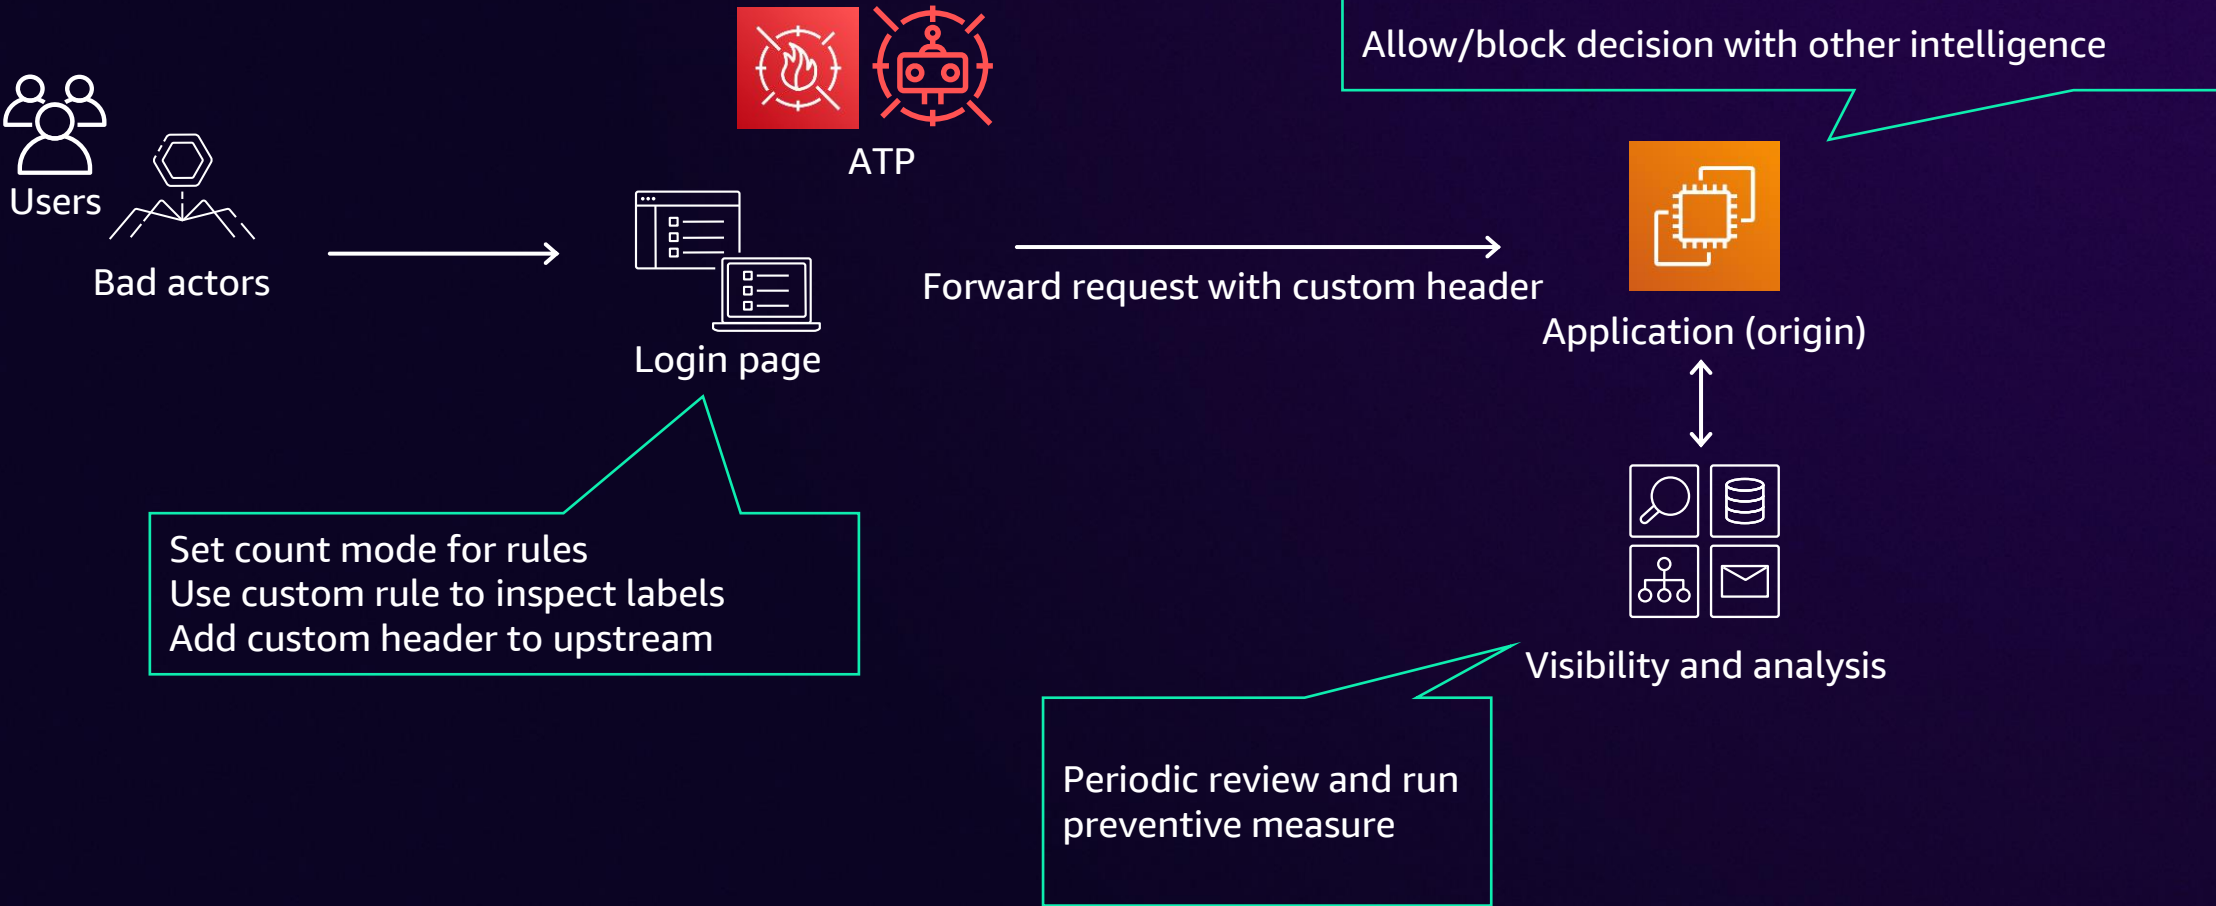 Allow/block decision with other intelligence
ATP
Users
Bad actors
Forward request with custom header
Login page
Application (origin)
Set count mode for rules
Use custom rule to inspect labels
Add custom header to upstream
Visibility and analysis
Periodic review and run
preventive measure